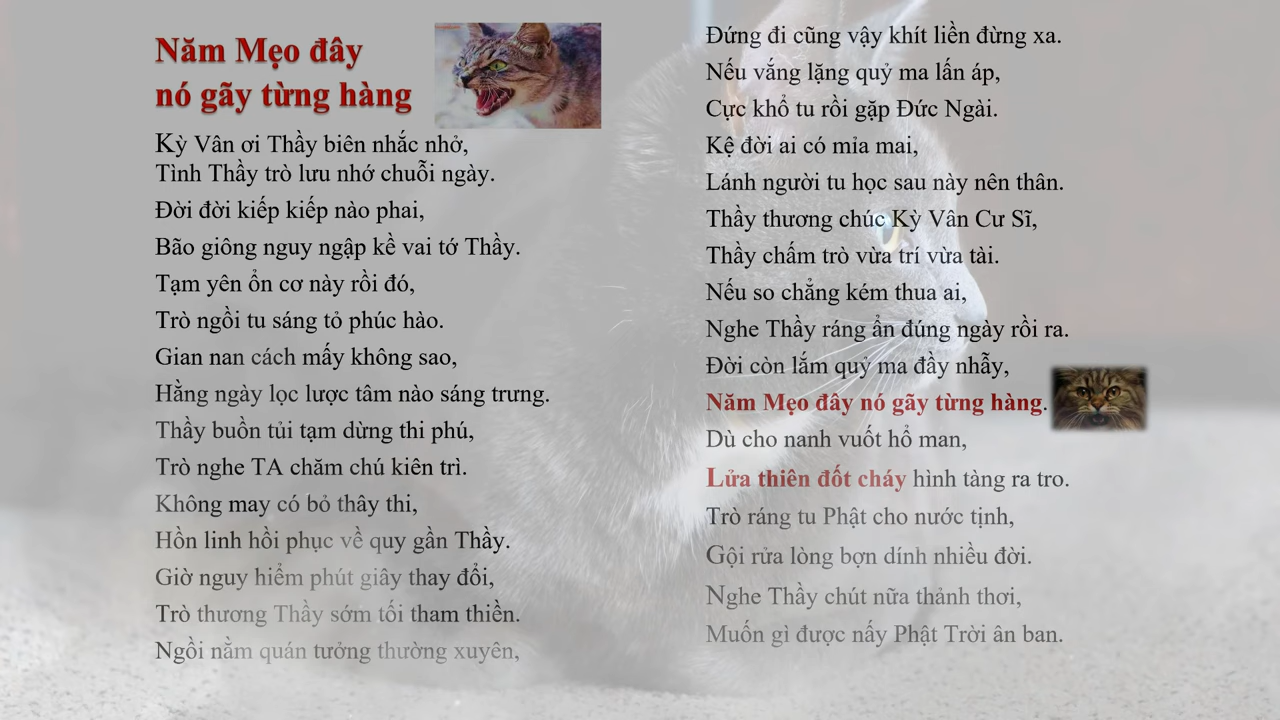 Năm Mẹo đây
nó gãy từng hàng
Kỳ Vân ơi Thầy biên nhắc nhở,
Tình Thầy trò lưu nhớ chuỗi ngày.
Đời đời kiếp kiếp nào phai,
Bão giông nguy ngập kề vai tớ Thầy.
Tạm yên ổn cơ này rồi đó,
Trò ngồi tu sáng tỏ phúc hào.
Gian nan cách mấy không sao,
Hằng ngày lọc lược tâm nào sáng trưng.
Thầy buồn tủi tạm dừng thi phú,
Trò nghe TA chăm chú kiên trì.
Không may có bỏ thây thi,
Hồn linh hồi phục về quy gần Thầy.
Giờ nguy hiểm phút giây thay đổi,
Trò thương Thầy sớm tối tham thiền.
Ngồi nằm quán tưởng thường xuyên,
Đứng đi cũng vậy khít liền đừng xa.
Nếu vắng lặng quỷ ma lấn áp,
Cực khổ tu rồi gặp Đức Ngài.
Kệ đời ai có mỉa mai,
Lánh người tu học sau này nên thân.
Thầy thương chúc Kỳ Vân Cư Sĩ,
Thầy chấm trò vừa trí vừa tài.
Nếu so chẳng kém thua ai,
Nghe Thầy ráng ẩn đúng ngày rồi ra.
Đời còn lắm quỷ ma đầy nhẫy,
Năm Mẹo đây nó gãy từng hàng.
Dù cho nanh vuốt hổ man,
Lửa thiên đốt cháy hình tàng ra tro.
Trò ráng tu Phật cho nước tịnh,
Gội rửa lòng bợn dính nhiều đời.
Nghe Thầy chút nữa thảnh thơi,
Muốn gì được nấy Phật Trời ân ban.